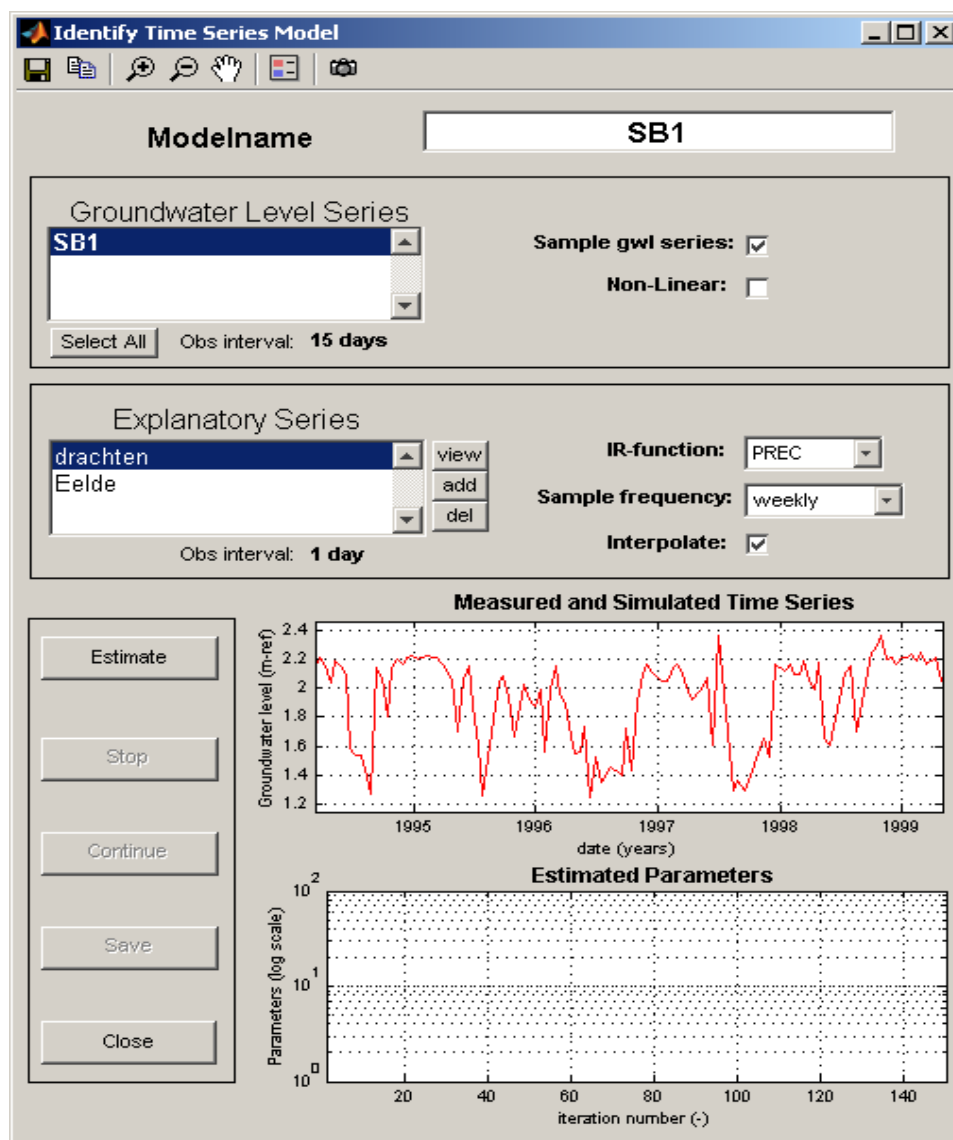 Identify Time Series Model
Modelname SB1
Groundwater Level Series
SB1
Sample gwl series:
Non-Linear:
Select All Obs interval: 15 days
Explanatory Series
drachten
Eelde
view
add
del
IR-function: PREC
Sample frequency: weekly
Interpolate:
Obs interval: 1 day
Estimate
Stop
Continue
Save
Close
Measured and Simulated Time Series
Groundwater level (m-ref)
2.4
2.2
2
1.8
1.6
1.4
1.2
1995 1996 1997 1998 1999
date (years)
Estimated Parameters
Parameters (log scale)
10^2
10^1
10^0
20 40 60 80 100 120 140
iteration number (-)